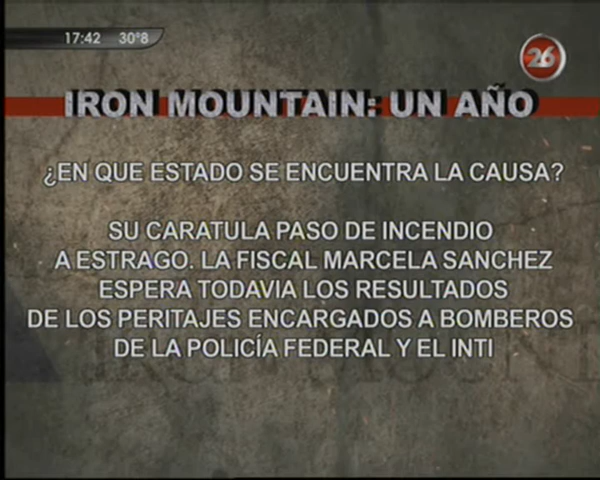 17:42 30°8
26
IRON MOUNTAIN: UN AÑO
¿EN QUE ESTADO SE ENCUENTRA LA CAUSA?
SU CARATULA PASO DE INCENDIO
A ESTRAGO. LA FISCAL MARCELA SANCHEZ
ESPERA TODAVIA LOS RESULTADOS
DE LOS PERITAJES ENCARGADOS A BOMBEROS
DE LA POLICÍA FEDERAL Y EL INTI